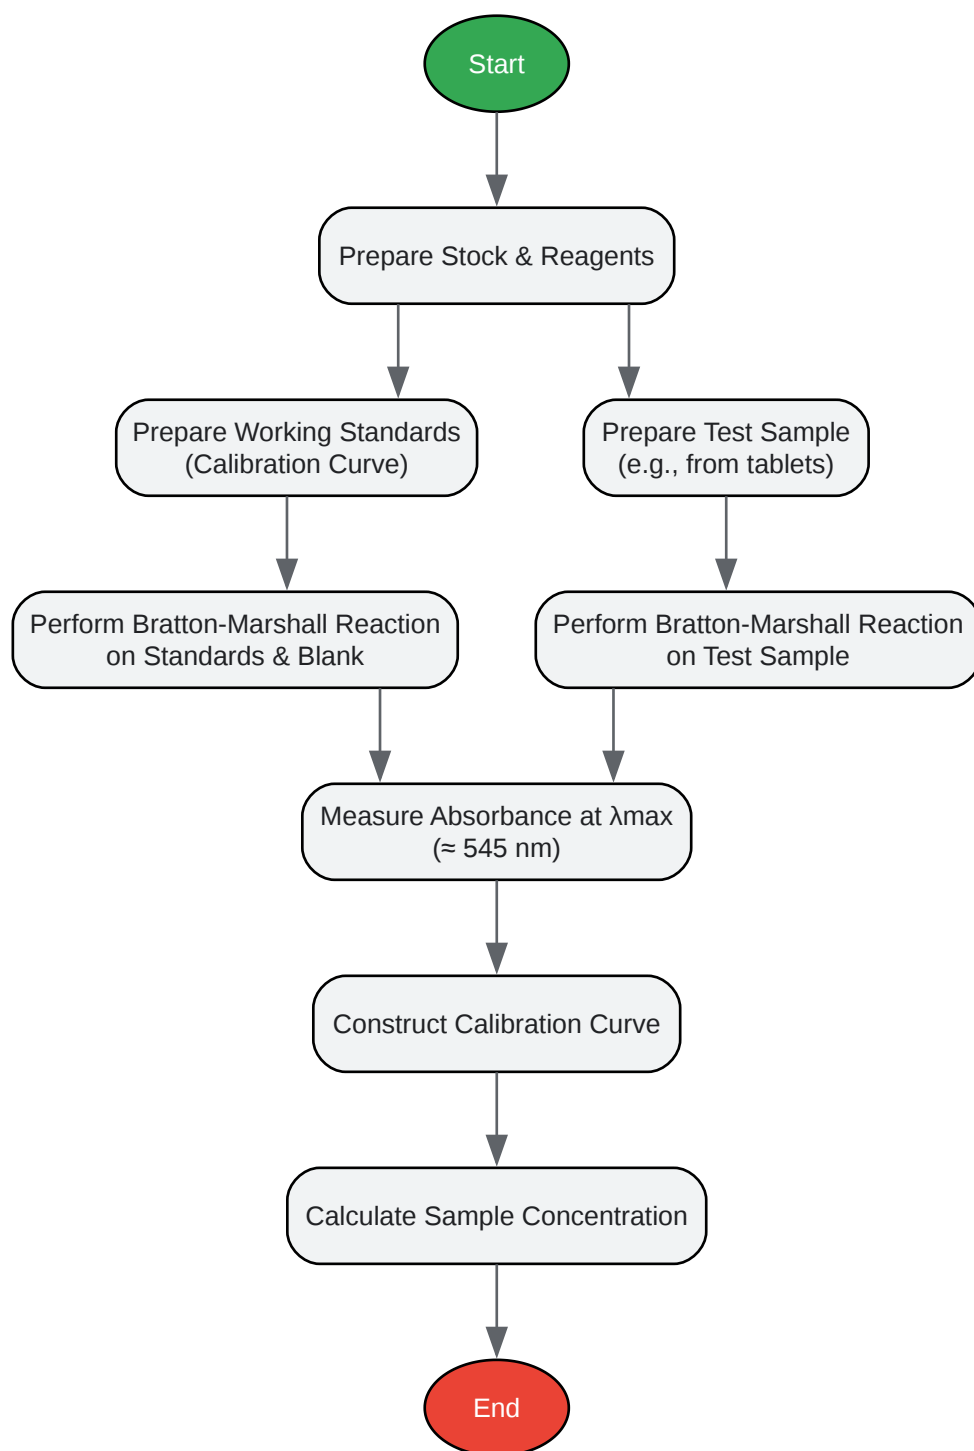 Start
Prepare Stock & Reagents
Prepare Working Standards
(Calibration Curve)
Prepare Test Sample
(e.g., from tablets)
Perform Bratton-Marshall Reaction
on Standards & Blank
Perform Bratton-Marshall Reaction
on Test Sample
Measure Absorbance at λmax
(≈ 545 nm)
Construct Calibration Curve
Calculate Sample Concentration
End